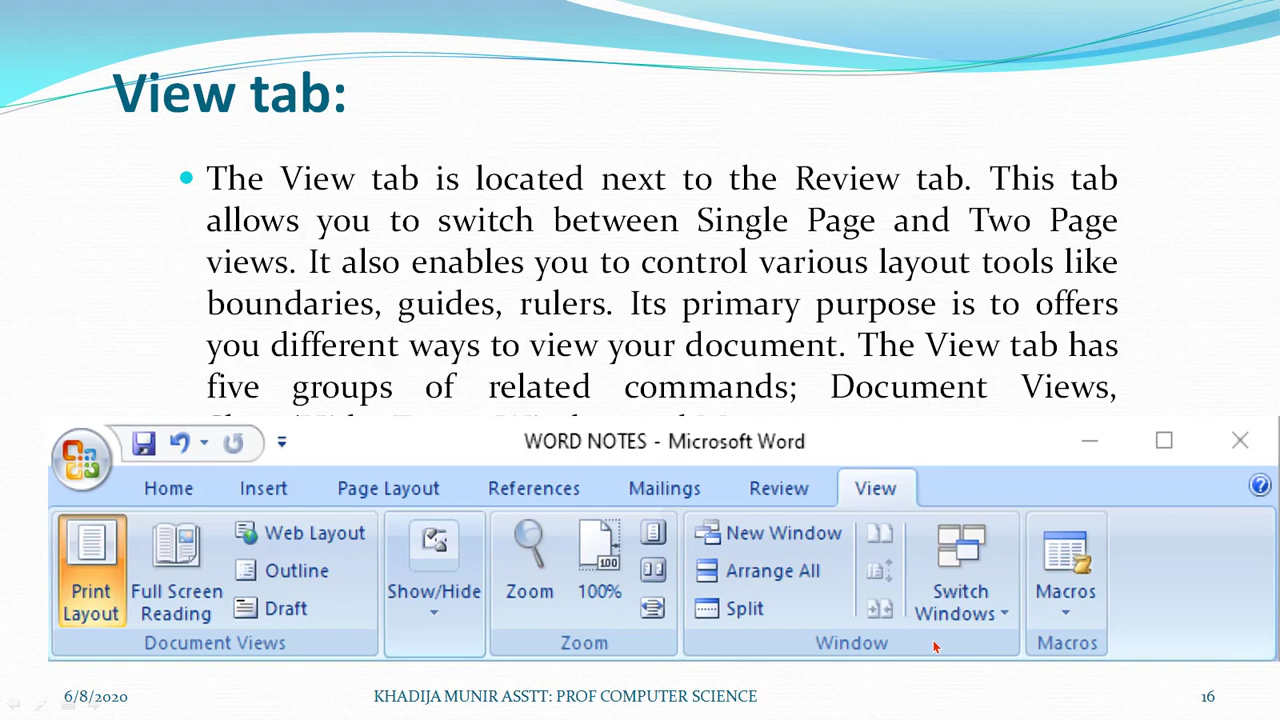 View tab:
The View tab is located next to the Review tab. This tab
allows you to switch between Single Page and Two Page
views. It also enables you to control various layout tools like
boundaries, guides, rulers. Its primary purpose is to offers
you different ways to view your document. The View tab has
five groups of related commands; Document Views,
WORD NOTES - Microsoft Word
Home Insert Page Layout References Mailings Review View
Print Layout
Full Screen Reading
Web Layout
Outline
Draft
Document Views
Show/Hide
Zoom
100%
100
Zoom
New Window
Arrange All
Split
Switch Windows
Window
Macros
Macros
6/8/2020 KHADIJA MUNIR ASSTT: PROF COMPUTER SCIENCE 16